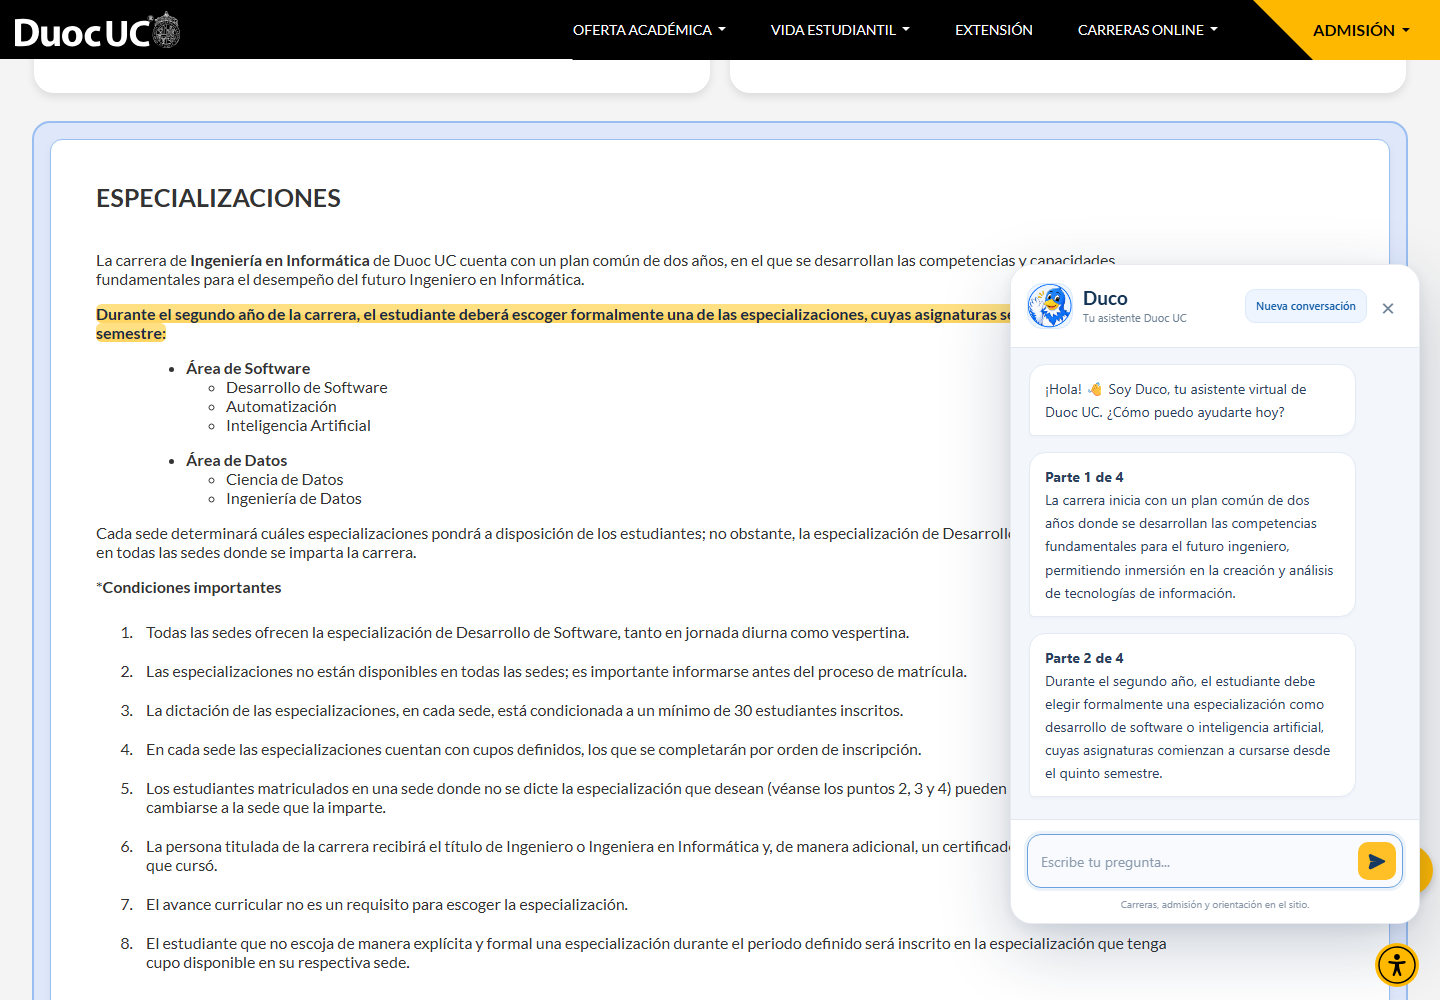 Duoc UC
OFERTA ACADÉMICA
VIDA ESTUDIANTIL
EXTENSIÓN
CARRERAS ONLINE
ADMISIÓN
ESPECIALIZACIONES
La carrera de Ingeniería en Informática de Duoc UC cuenta con un plan común de dos años, en el que se desarrollan las competencias y capacidades
fundamentales para el desempeño del futuro Ingeniero en Informática.
Durante el segundo año de la carrera, el estudiante deberá escoger formalmente una de las especializaciones, cuyas asignaturas
semestre:
Área de Software
Desarrollo de Software
Automatización
Inteligencia Artificial
Área de Datos
Ciencia de Datos
Ingeniería de Datos
Cada sede determinará cuáles especializaciones pondrá a disposición de los estudiantes; no obstante, la especialización de
en todas las sedes donde se imparta la carrera.
*Condiciones importantes
1. Todas las sedes ofrecen la especialización de Desarrollo de Software, tanto en jornada diurna como vespertina.
2. Las especializaciones no están disponibles en todas las sedes; es importante informarse antes del proceso de matrícula.
3. La dictación de las especializaciones, en cada sede, está condicionada a un mínimo de 30 estudiantes inscritos.
4. En cada sede las especializaciones cuentan con cupos definidos, los que se completarán por orden de inscripción.
5. Los estudiantes matriculados en una sede donde no se dicte la especialización que desean (véanse los puntos 2, 3 y 4) pueden
cambiarse a la sede que la imparte.
6. La persona titulada de la carrera recibirá el título de Ingeniero o Ingeniera en Informática y, de manera adicional, un
que cursó.
7. El avance curricular no es un requisito para escoger la especialización.
8. El estudiante que no escoja de manera explícita y formal una especialización durante el periodo definido será inscrito en la especialización que tenga
cupo disponible en su respectiva sede.
Duco
Tu asistente Duoc UC
Nueva conversación
¡Hola! 👋 Soy Duco, tu asistente virtual de
Duoc UC. ¿Cómo puedo ayudarte hoy?
Parte 1 de 4
La carrera inicia con un plan común de dos
años donde se desarrollan las competencias
fundamentales para el futuro ingeniero,
permitiendo inmersión en la creación y análisis
de tecnologías de información.
Parte 2 de 4
Durante el segundo año, el estudiante debe
elegir formalmente una especialización como
desarrollo de software o inteligencia artificial,
cuyas asignaturas comienzan a cursarse desde
el quinto semestre.
Escribe tu pregunta...
Carreras, admisión y orientación en el sitio.